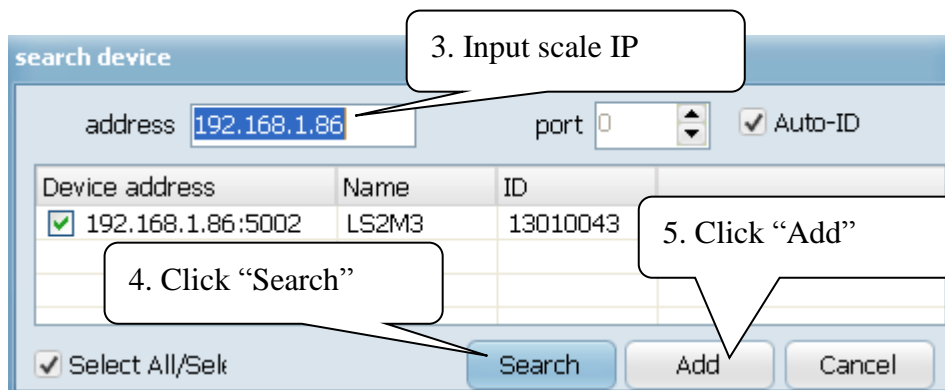 3. Input scale IP
search device
address 192.168.1.86 port 0 Auto-ID
Device address Name ID
192.168.1.86:5002 LS2M3 13010043
5. Click “Add”
4. Click “Search”
Select All/Sele
Search Add Cancel